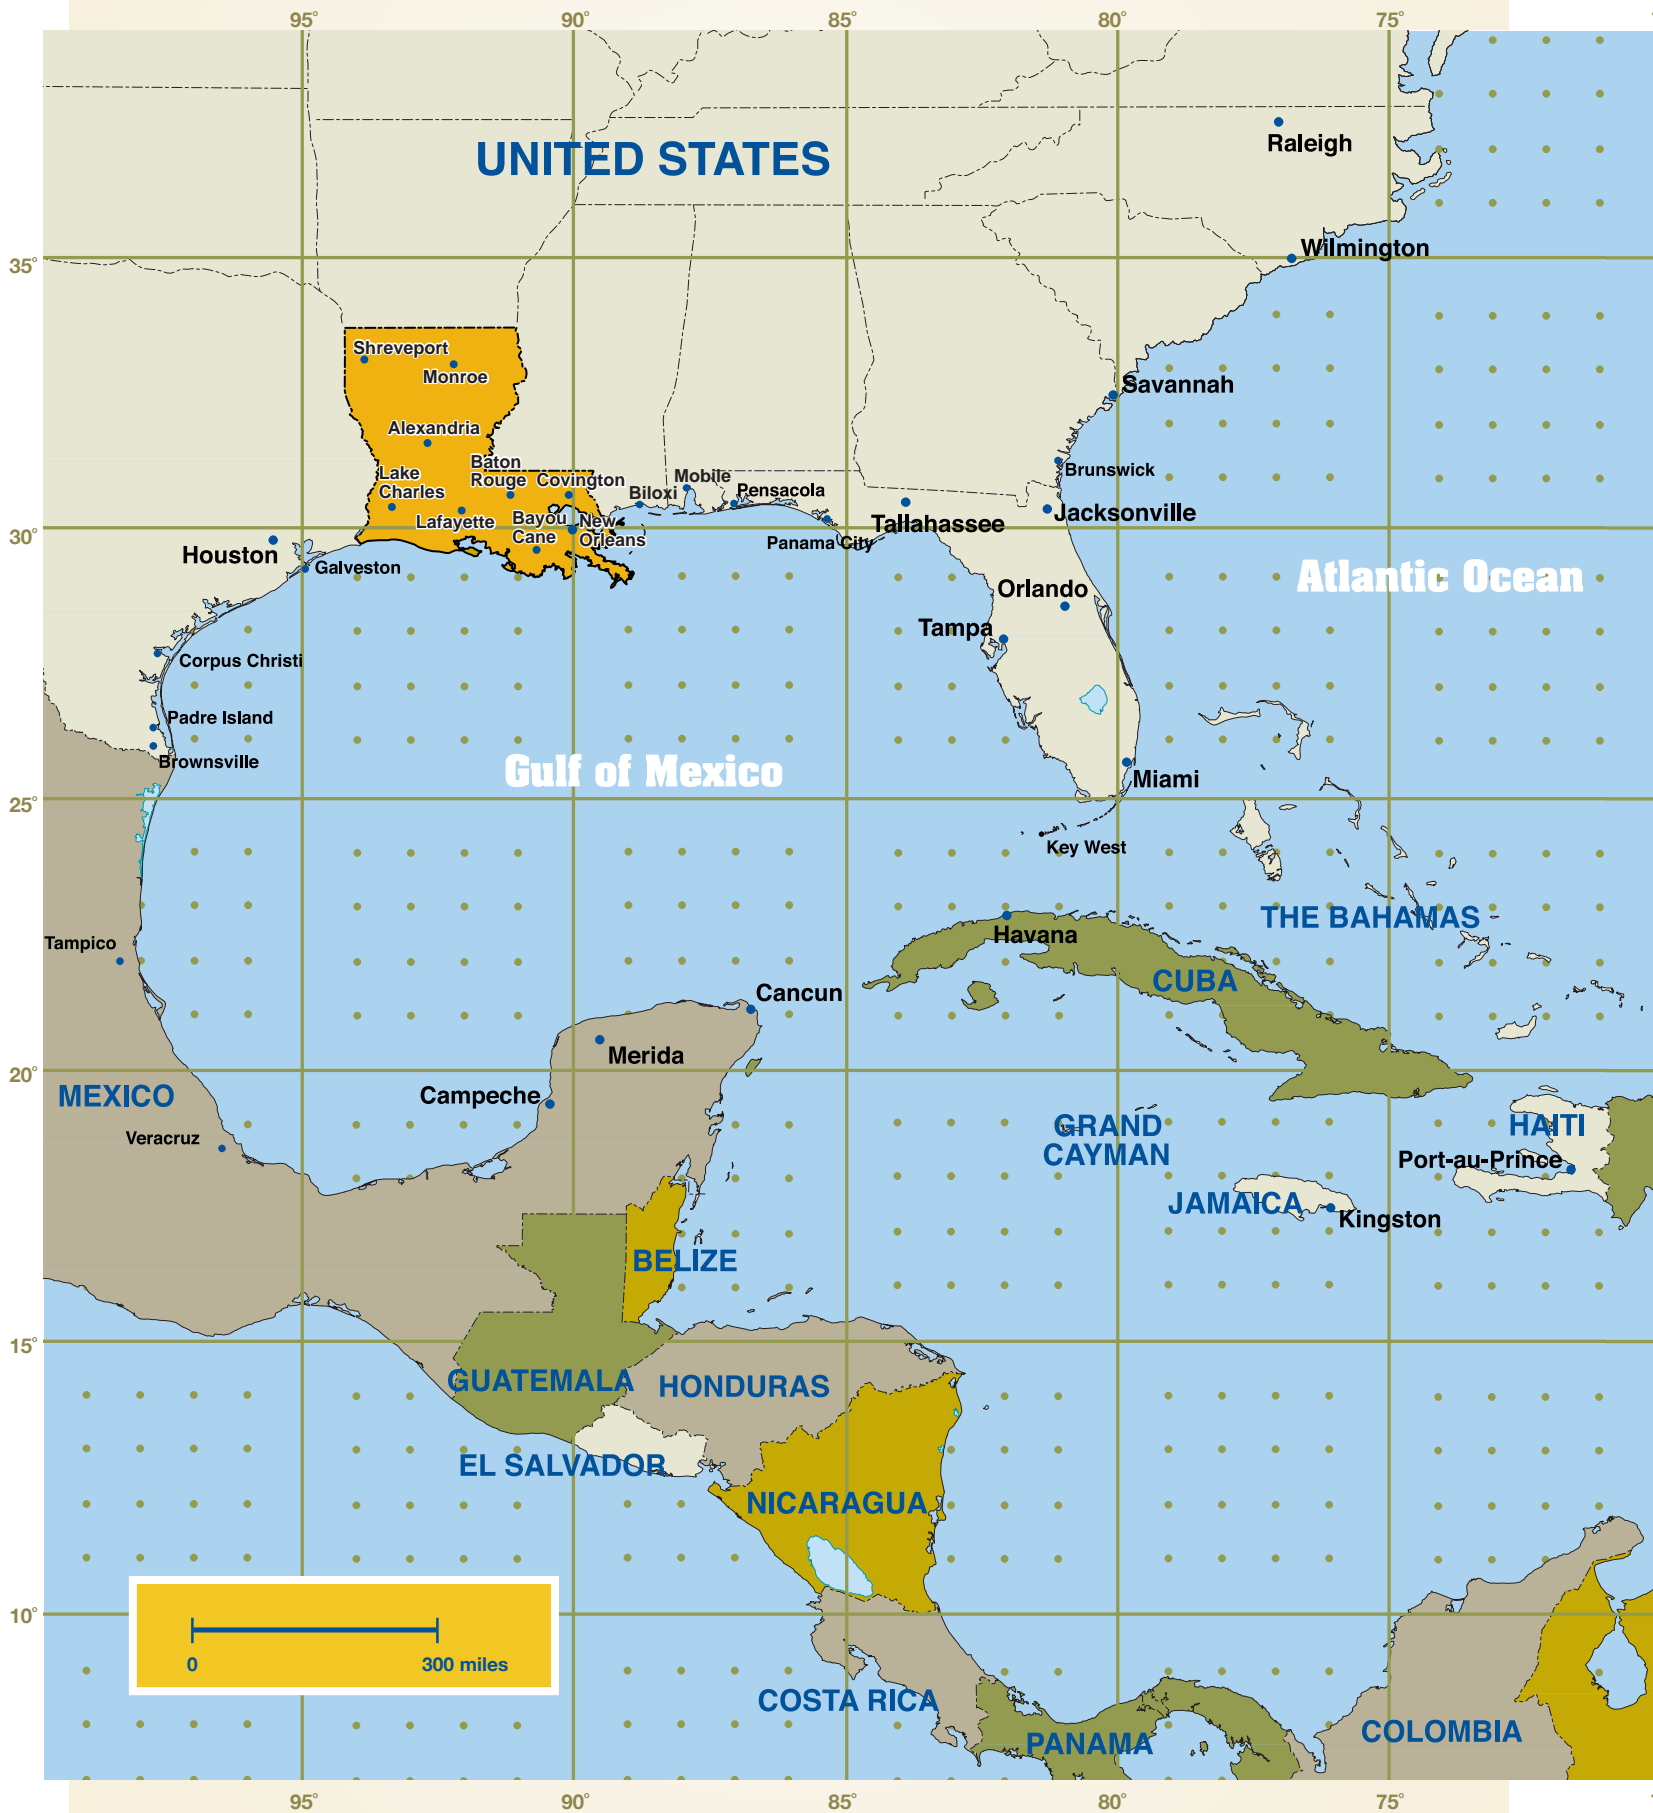 95° 90° 85° 80° 75°
UNITED STATES
Raleigh
Wilmington
35°
Shreveport
Monroe
Savannah
Alexandria
Baton
Rouge
Covington
Lake
Charles
Brunswick
Mobile
Pensacola
Biloxi
Lafayette
Bayou
Cane
New
Orleans
Tallahassee
Jacksonville
30°
Panama City
Houston
Galveston
Atlantic Ocean
Orlando
Tampa
Corpus Christi
Padre Island
Brownsville
Gulf of Mexico
Miami
25°
Key West
THE BAHAMAS
Havana
Tampico
CUBA
Cancun
Merida
20°
MEXICO
Campeche
GRAND
CAYMAN
HAITI
Veracruz
Port-au-Prince
JAMAICA
Kingston
BELIZE
15°
GUATEMALA
HONDURAS
EL SALVADOR
NICARAGUA
10°
0 300 miles
COSTA RICA
PANAMA
COLOMBIA
95° 90° 85° 80° 75°